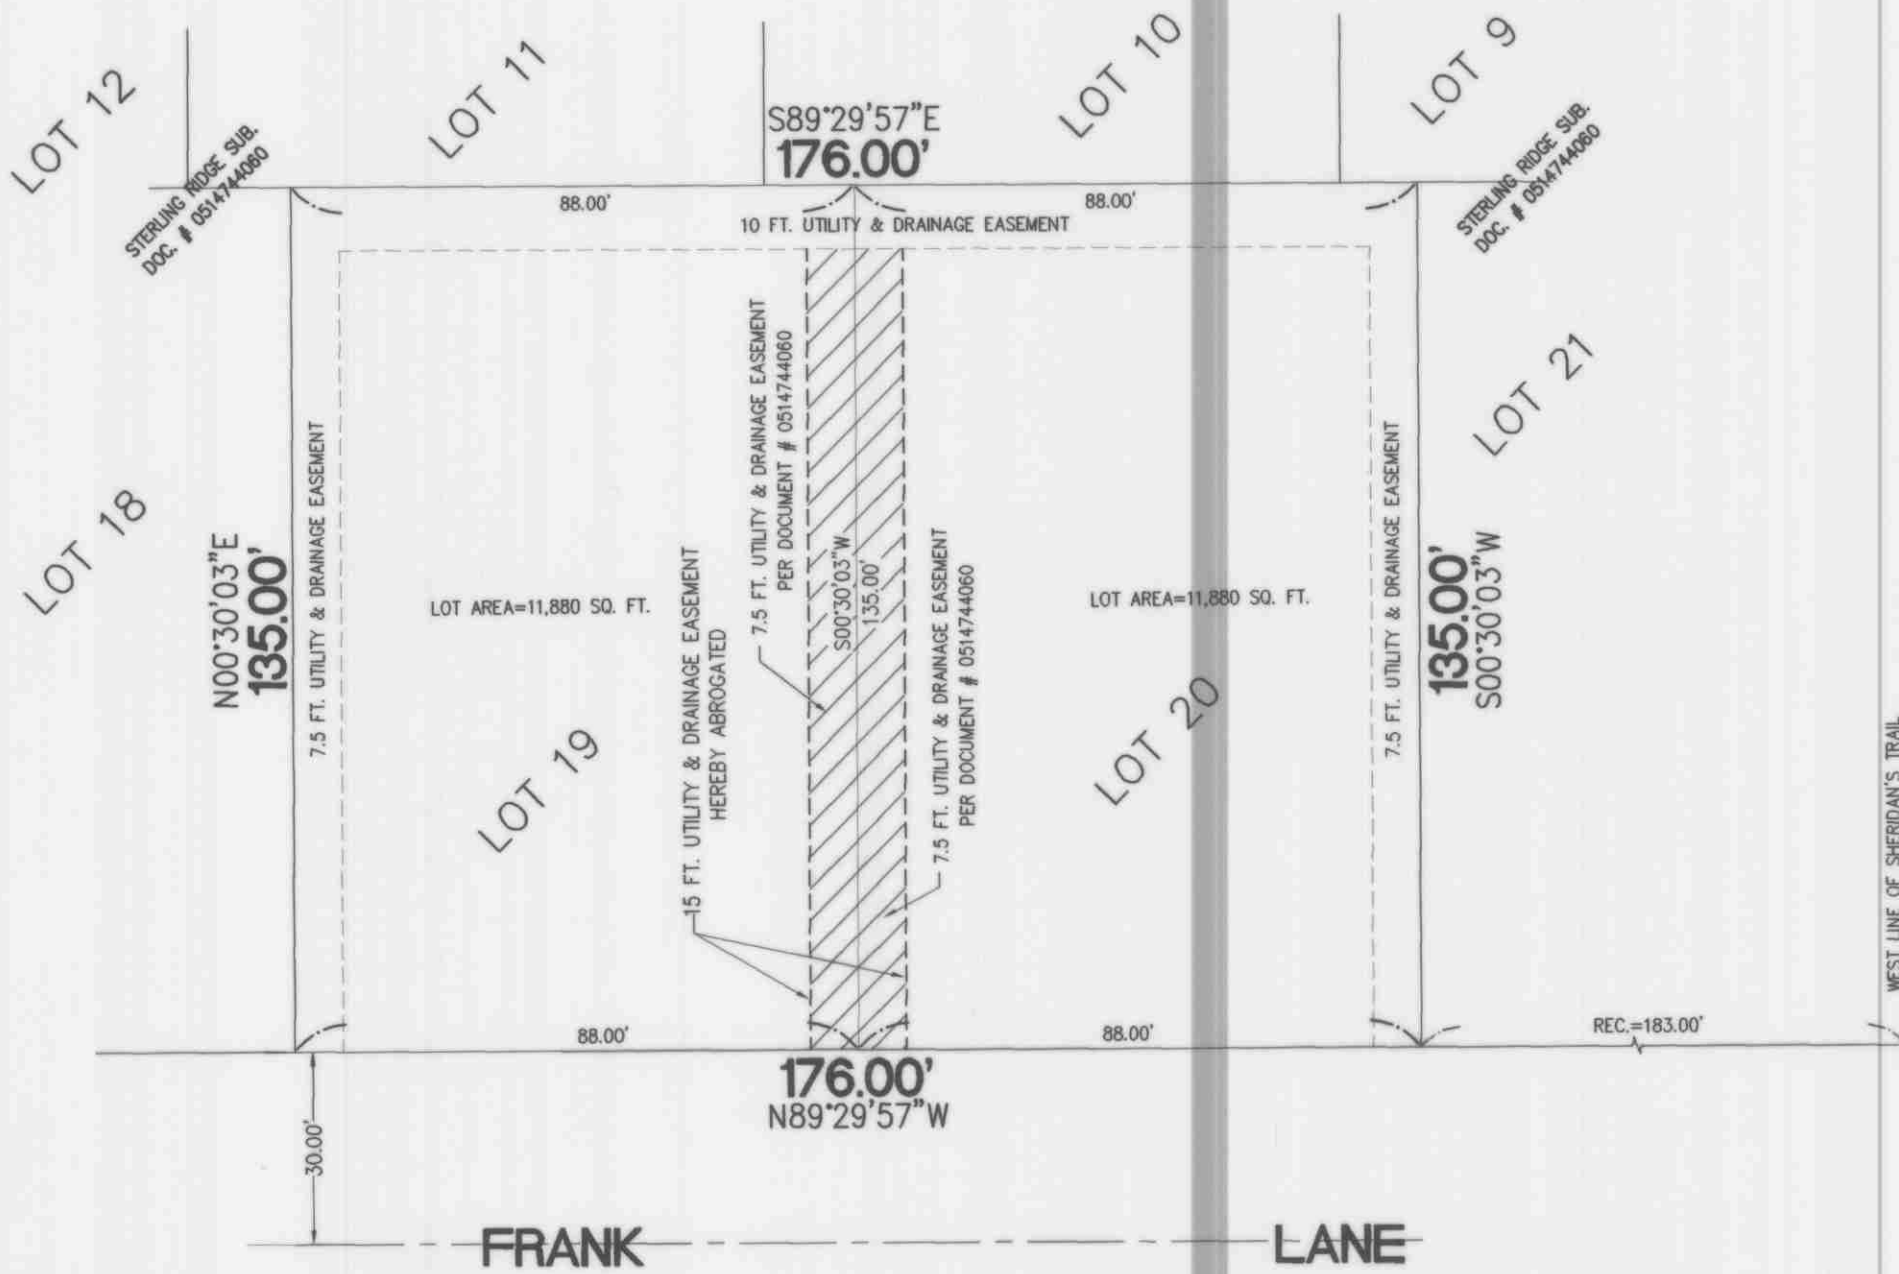 LOT 12
LOT 11
LOT 10
LOT 9
STERLING RIDGE SUB.
DOC. # 0514744060
S89°29'57"E
176.00'
STERLING RIDGE SUB.
DOC. # 0514744060
88.00'
88.00'
10 FT. UTILITY & DRAINAGE EASEMENT
LOT 18
N00°30'03"E
135.00'
7.5 FT. UTILITY & DRAINAGE EASEMENT
LOT AREA=11,880 SQ. FT.
LOT 19
15 FT. UTILITY & DRAINAGE EASEMENT
HEREBY ABROGATED
7.5 FT. UTILITY & DRAINAGE EASEMENT
PER DOCUMENT # 0514744060
S00°30'03"W
135.00'
7.5 FT. UTILITY & DRAINAGE EASEMENT
PER DOCUMENT # 0514744060
LOT AREA=11,880 SQ. FT.
LOT 20
7.5 FT. UTILITY & DRAINAGE EASEMENT
135.00'
S00°30'03"W
LOT 21
WEST LINE OF SHERIDAN'S TRAIL
88.00'
88.00'
REC.=183.00'
176.00'
N89°29'57"W
30.00'
FRANK LANE